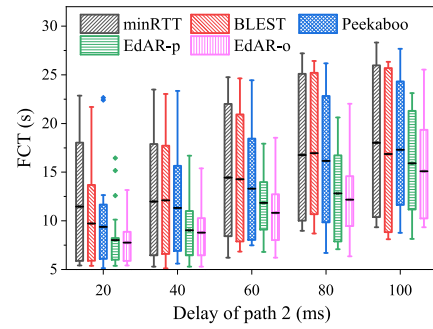 minRTT BLEST Peekaboo
EdAR-p EdAR-o
FCT (s)
30
25
20
15
10
5
20 40 60 80 100
Delay of path 2 (ms)